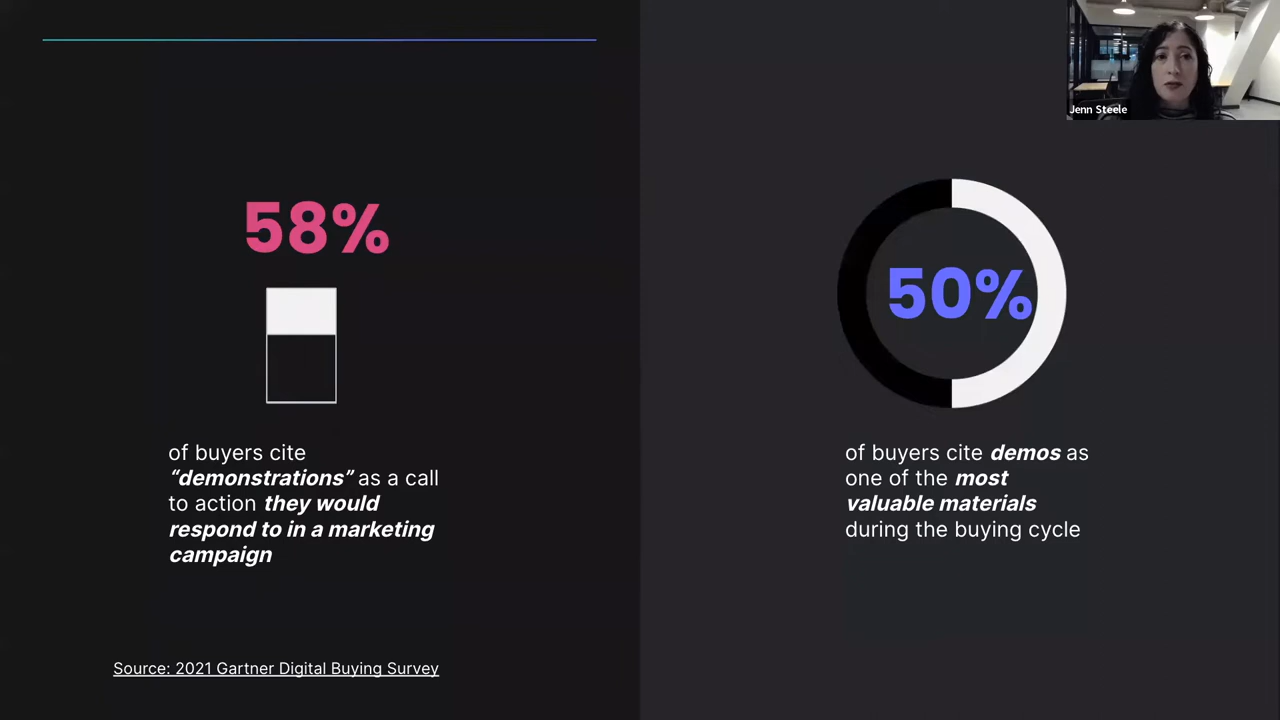 58%
of buyers cite
“demonstrations” as a call
to action they would
respond to in a marketing
campaign
Source: 2021 Gartner Digital Buying Survey
50%
of buyers cite demos as
one of the most
valuable materials
during the buying cycle
Jenn Steele